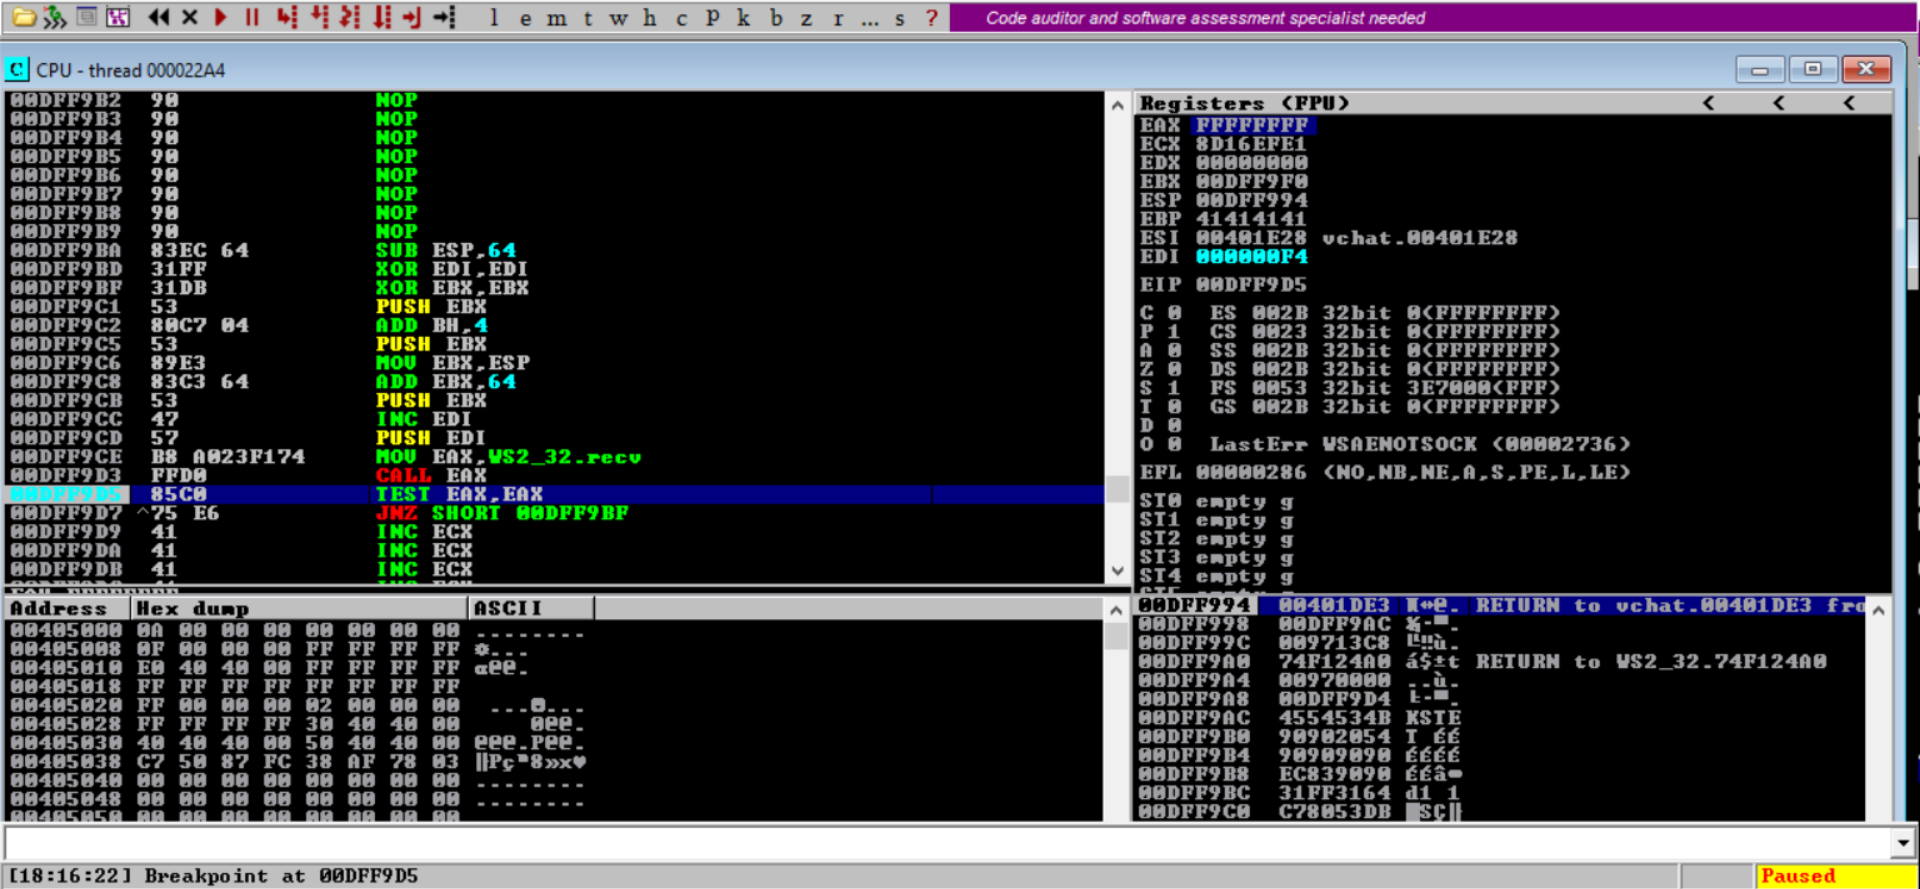 l e m t w h c P k b z r ... s ? Code auditor and software assessment specialist needed
C CPU - thread 000022A4
00DFF9B2 90 NOP
00DFF9B3 90 NOP
00DFF9B4 90 NOP
00DFF9B5 90 NOP
00DFF9B6 90 NOP
00DFF9B7 90 NOP
00DFF9B8 90 NOP
00DFF9B9 90 NOP
00DFF9BA 83EC 64 SUB ESP,64
00DFF9BD 31FF XOR EDI,EDI
00DFF9BF 31DB XOR EBX,EBX
00DFF9C1 53 PUSH EBX
00DFF9C2 80C7 04 ADD BH,4
00DFF9C5 53 PUSH EBX
00DFF9C6 89E3 MOV EBX,ESP
00DFF9C8 83C3 64 ADD EBX,64
00DFF9CB 53 PUSH EBX
00DFF9CC 47 INC EDI
00DFF9CD 57 PUSH EDI
00DFF9CE B8 A023F174 MOV EAX,WS2_32.recv
00DFF9D3 FFD0 CALL EAX
00DFF9D5 85C0 TEST EAX,EAX
00DFF9D7 ^75 E6 JNZ SHORT 00DFF9BF
00DFF9D9 41 INC ECX
00DFF9DA 41 INC ECX
00DFF9DB 41 INC ECX
Registers (FPU) < < <
EAX FFFFFFFF
ECX 8D16EFE1
EDX 00000000
EBX 00DFF9F0
ESP 00DFF994
EBP 41414141
ESI 00401E28 vchat.00401E28
EDI 000000F4
EIP 00DFF9D5
C 0 ES 002B 32bit 0(FFFFFFFF)
P 1 CS 0023 32bit 0(FFFFFFFF)
A 0 SS 002B 32bit 0(FFFFFFFF)
Z 0 DS 002B 32bit 0(FFFFFFFF)
S 1 FS 0053 32bit 3E7000(FFF)
T 0 GS 002B 32bit 0(FFFFFFFF)
D 0
O 0 LastErr WSAENOTSOCK (00002736)
EFL 00000286 (NO,NB,NE,A,S,PE,L,LE)
ST0 empty g
ST1 empty g
ST2 empty g
ST3 empty g
ST4 empty g
Address Hex dump ASCII
00405000 0A 00 00 00 00 00 00 00 ........
00405008 0F 00 00 00 FF FF FF FF ☼...
00405010 E0 40 40 00 FF FF FF FF α@@.
00405018 FF FF FF FF FF FF FF FF
00405020 FF 00 00 00 02 00 00 00 ...☻...
00405028 FF FF FF FF 30 40 40 00 0@@.
00405030 40 40 40 00 50 40 40 00 @@@.P@@.
00405038 C7 50 87 FC 38 AF 78 03 ╟Pçⁿ8»x♥
00405040 00 00 00 00 00 00 00 00 ........
00405048 00 00 00 00 00 00 00 00 ........
00405050 00 00 00 00 00 00 00 00
00DFF994 00401DE3 π↔@. RETURN to vchat.00401DE3 fro
00DFF998 00DFF9AC
00DFF99C 009713C8 ╚‼ù.
00DFF9A0 74F124A0 á$±t RETURN to WS2_32.74F124A0
00DFF9A4 00970000 ..ù.
00DFF9A8 00DFF9D4
00DFF9AC 4554534B KSTE
00DFF9B0 90902054 T ÉÉ
00DFF9B4 90909090 ÉÉÉÉ
00DFF9B8 EC839090 ÉÉâ∞
00DFF9BC 31FF3164 d1 1
00DFF9C0 C78053DB █SÇ╟
[18:16:22] Breakpoint at 00DFF9D5
Paused